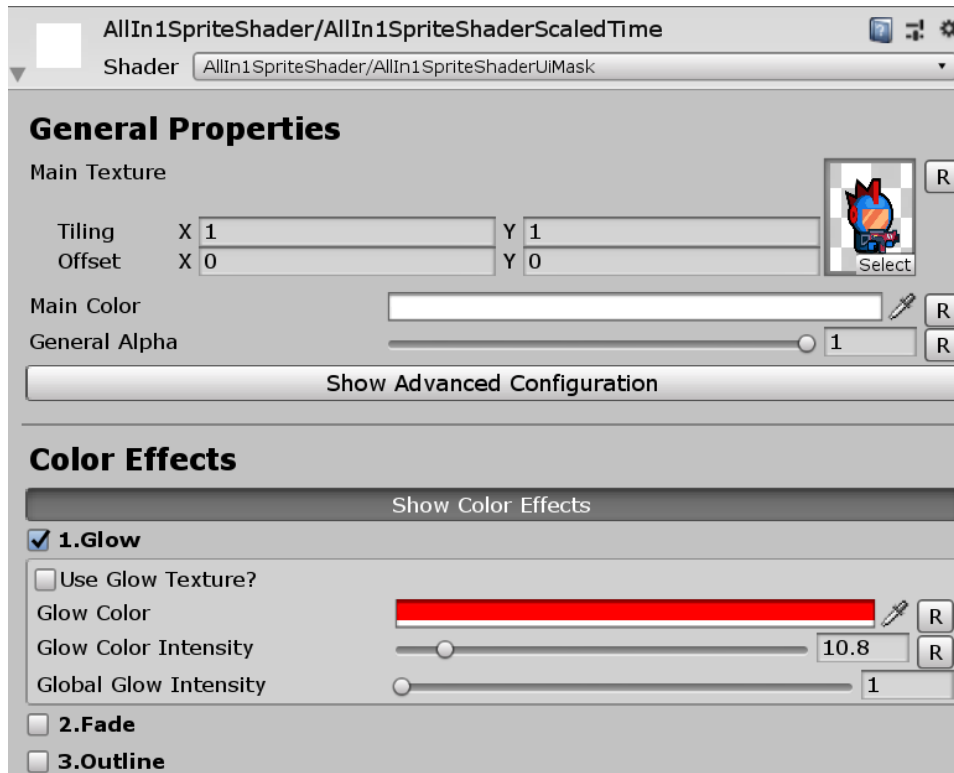 AllIn1SpriteShader/AllIn1SpriteShaderScaledTime
Shader AllIn1SpriteShader/AllIn1SpriteShaderUiMask
General Properties
Main Texture R
Tiling X 1 Y 1
Offset X 0 Y 0
Select
Main Color R
General Alpha 1 R
Show Advanced Configuration
Color Effects
Show Color Effects
1.Glow
Use Glow Texture?
Glow Color R
Glow Color Intensity 10.8 R
Global Glow Intensity 1
2.Fade
3.Outline